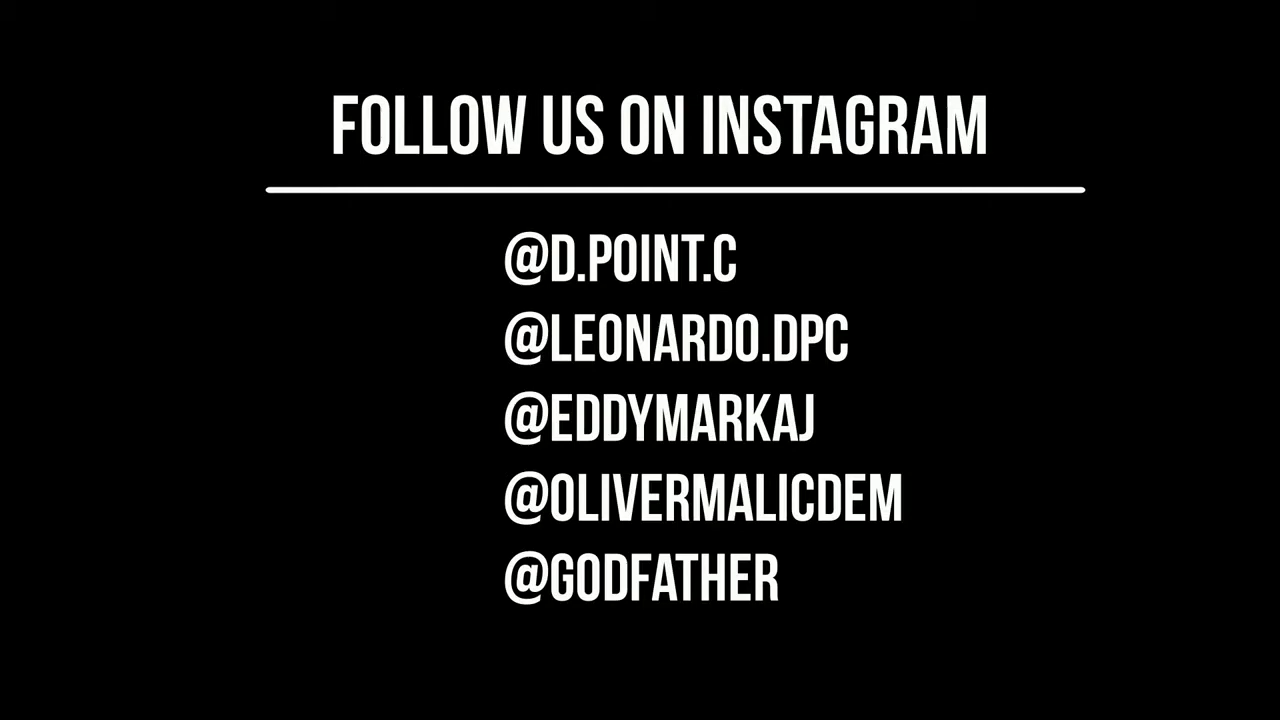 FOLLOW US ON INSTAGRAM
@D.POINT.C
@LEONARDO.DPC
@EDDYMARKAJ
@OLIVERMALICDEM
@GODFATHER